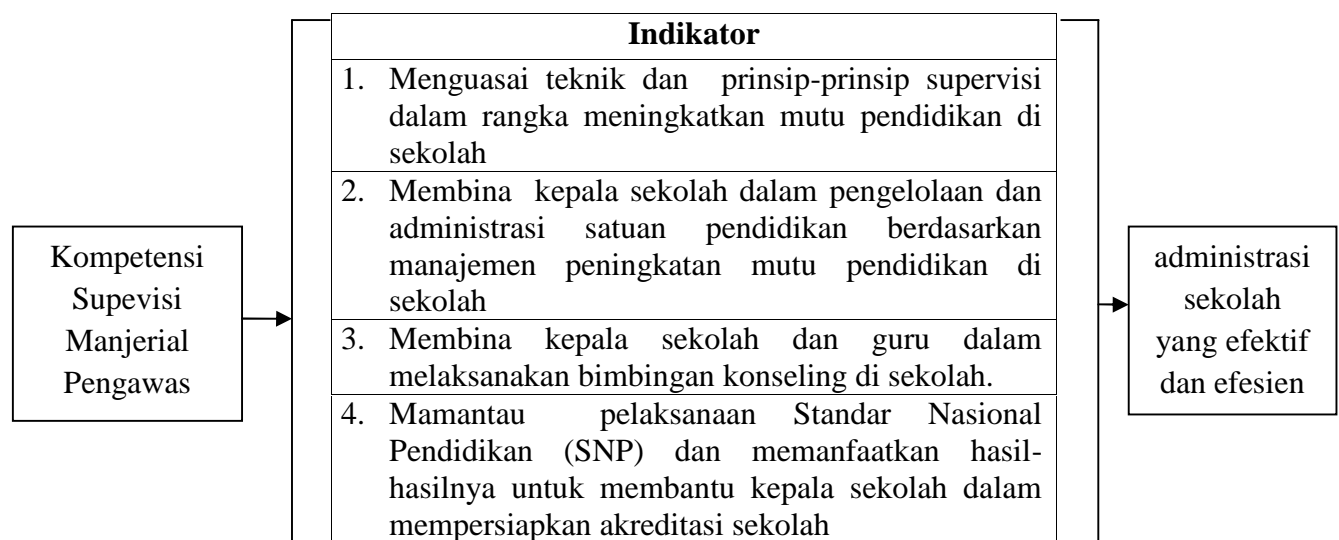 Kompetensi
Supevisi
Manjerial
Pengawas
Indikator
1. Menguasai teknik dan prinsip-prinsip supervisi
dalam rangka meningkatkan mutu pendidikan di
sekolah
2. Membina kepala sekolah dalam pengelolaan dan
administrasi satuan pendidikan berdasarkan
manajemen peningkatan mutu pendidikan di
sekolah
3. Membina kepala sekolah dan guru dalam
melaksanakan bimbingan konseling di sekolah.
4. Mamantau pelaksanaan Standar Nasional
Pendidikan (SNP) dan memanfaatkan hasil-
hasilnya untuk membantu kepala sekolah dalam
mempersiapkan akreditasi sekolah
administrasi
sekolah
yang efektif
dan efesien